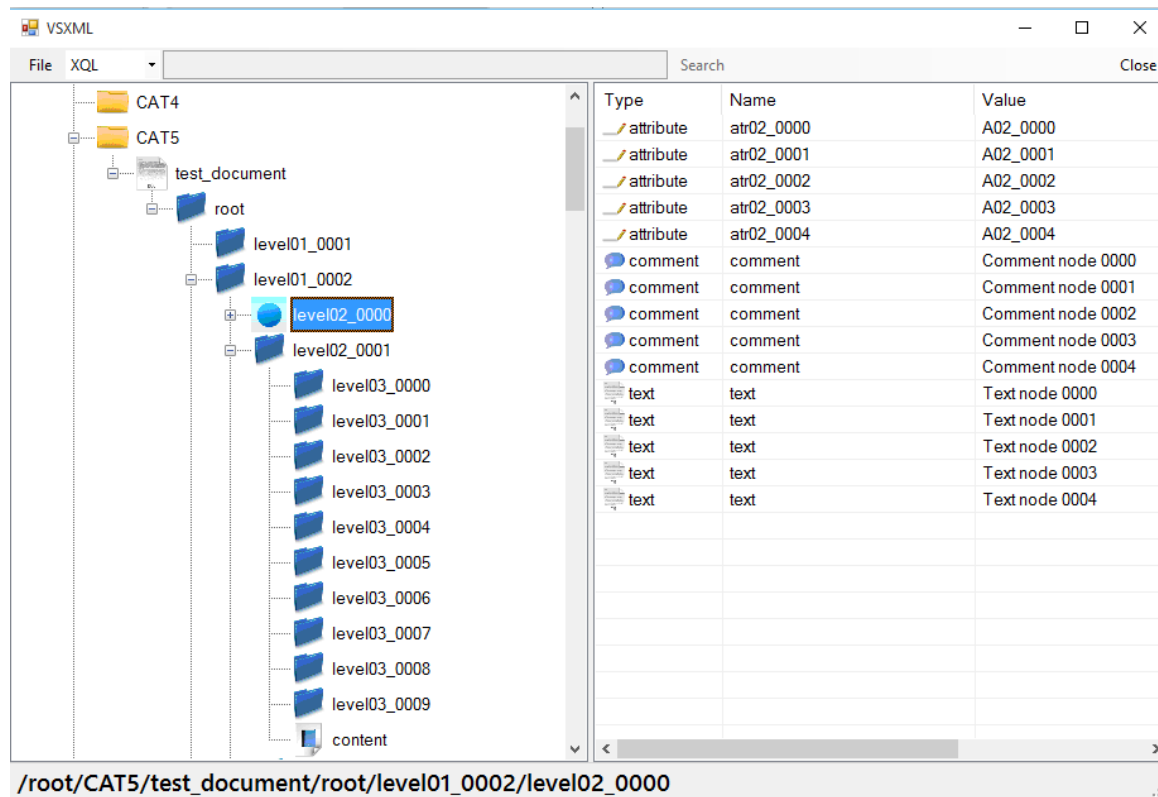 VSXML
File XQL Search Close
CAT4
CAT5
test_document
root
level01_0001
level01_0002
level02_0000
level02_0001
level03_0000
level03_0001
level03_0002
level03_0003
level03_0004
level03_0005
level03_0006
level03_0007
level03_0008
level03_0009
content
Type Name Value
attribute atr02_0000 A02_0000
attribute atr02_0001 A02_0001
attribute atr02_0002 A02_0002
attribute atr02_0003 A02_0003
attribute atr02_0004 A02_0004
comment comment Comment node 0000
comment comment Comment node 0001
comment comment Comment node 0002
comment comment Comment node 0003
comment comment Comment node 0004
text text Text node 0000
text text Text node 0001
text text Text node 0002
text text Text node 0003
text text Text node 0004
/root/CAT5/test_document/root/level01_0002/level02_0000